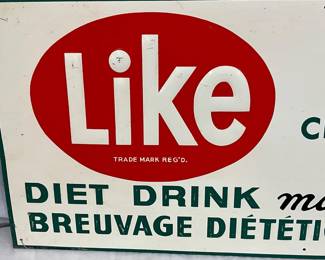 Like
TRADE MARK REG'D.
DIET DRINK
BREUVAGE